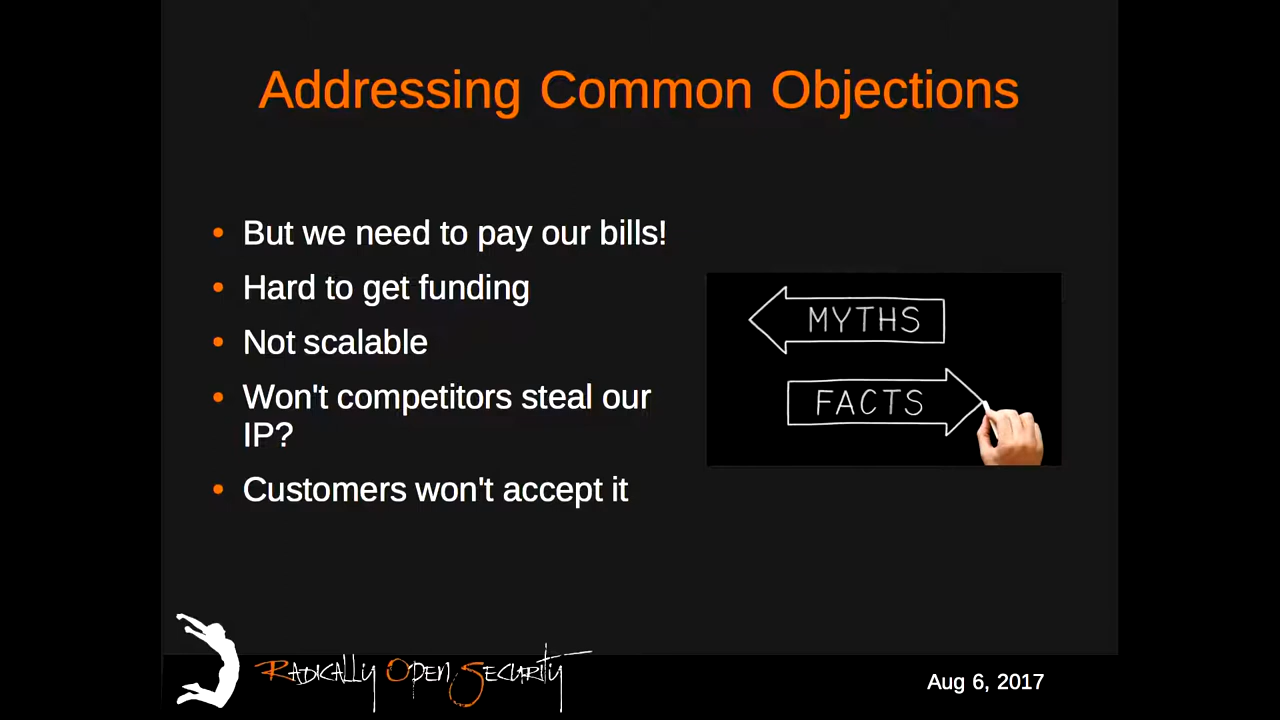 Addressing Common Objections
But we need to pay our bills!
Hard to get funding
Not scalable
Won't competitors steal our
IP?
Customers won't accept it
MYTHS
FACTS
Radically Open Security
Aug 6, 2017